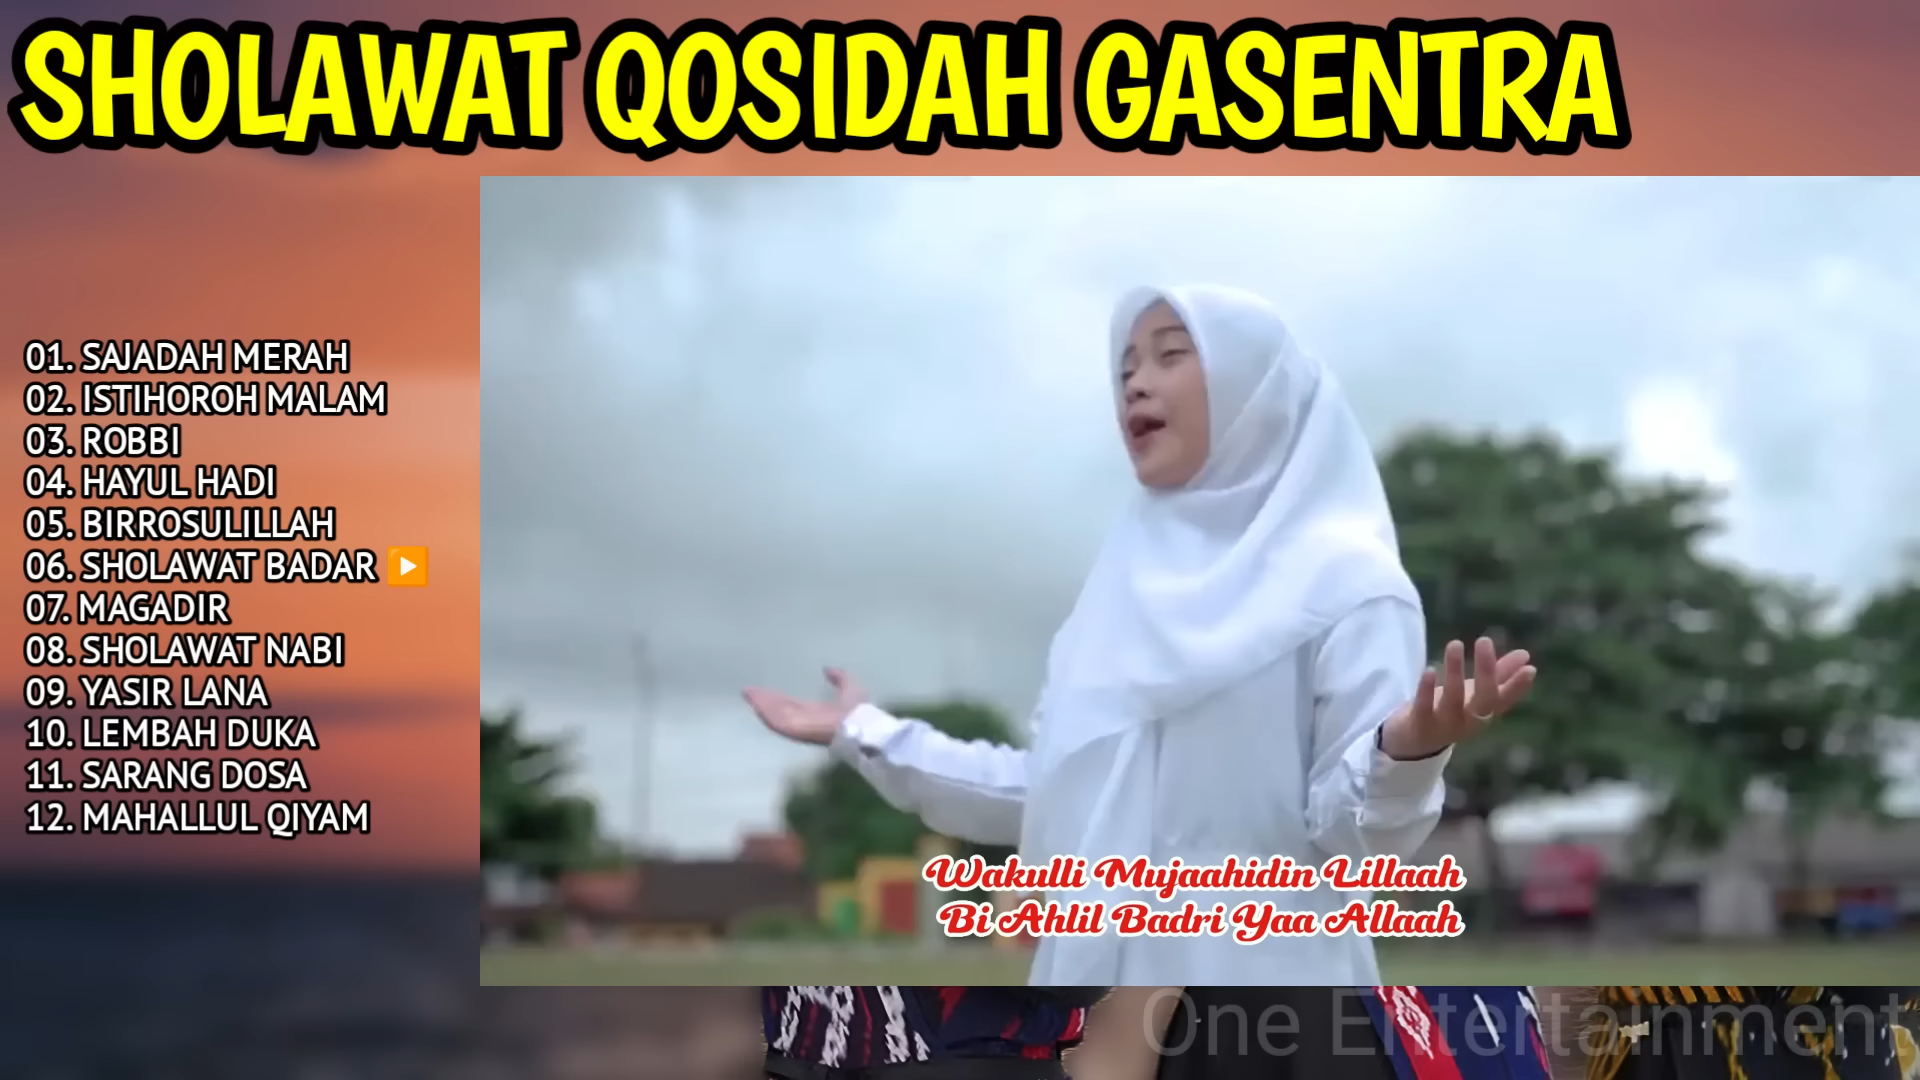 SHOLAWAT QOSIDAH GASENTRA
01. SAJADAH MERAH
02. ISTIHOROH MALAM
03. ROBBI
04. HAYUL HADI
05. BIRROSULILLAH
06. SHOLAWAT BADAR
07. MAGADIR
08. SHOLAWAT NABI
09. YASIR LANA
10. LEMBAH DUKA
11. SARANG DOSA
12. MAHALLUL QIYAM
Wakulli Mujaahidin Lillaah
Bi Ahlil Badri Yaa Allaah
One Entertainment